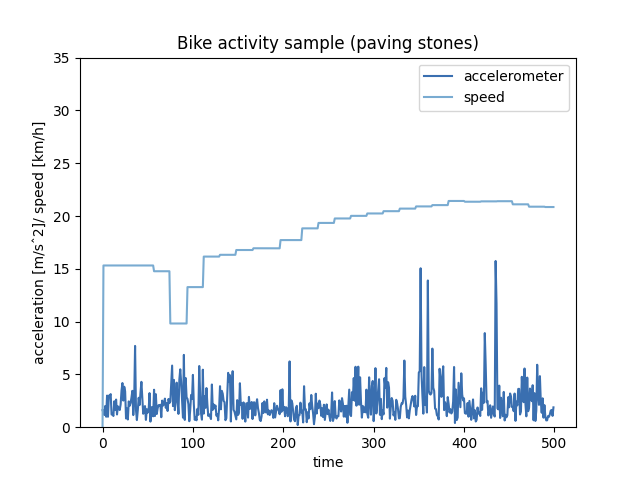 Bike activity sample (paving stones)
35
30
25
20
15
10
5
0
acceleration [m/s^2]/ speed [km/h]
accelerometer
speed
0
100
200
300
400
500
time